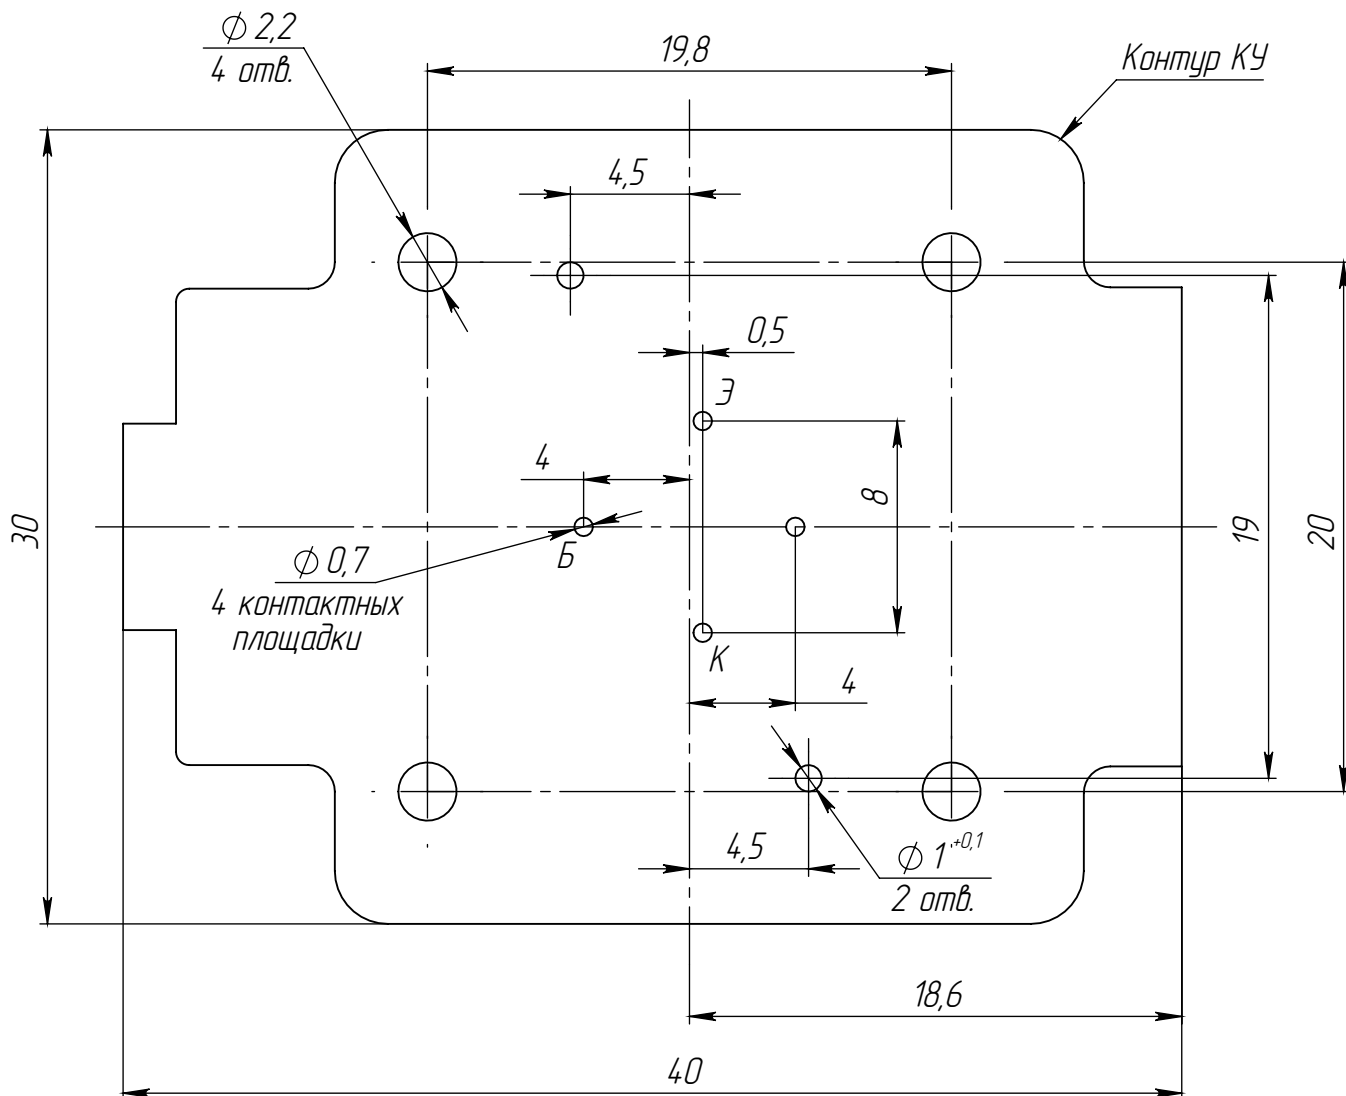 ⌀ 2,2
4 отв.
19,8
Контур КУ
4,5
0,5
Э
4
8
30
Б
19
20
⌀ 0,7
4 контактных
площадки
К
4
4,5
⌀ 1⁺⁰,¹
2 отв.
18,6
40